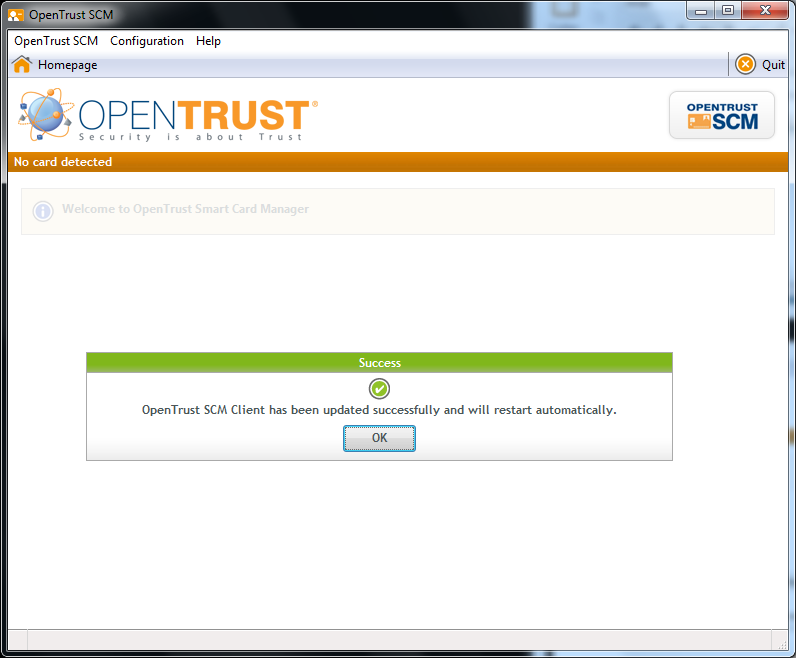 OpenTrust SCM
OpenTrust SCM Configuration Help
Homepage Quit
OPENTRUST®
Security is about Trust
OPENTRUST
SCM
No card detected
Welcome to OpenTrust Smart Card Manager
Success
OpenTrust SCM Client has been updated successfully and will restart automatically.
OK